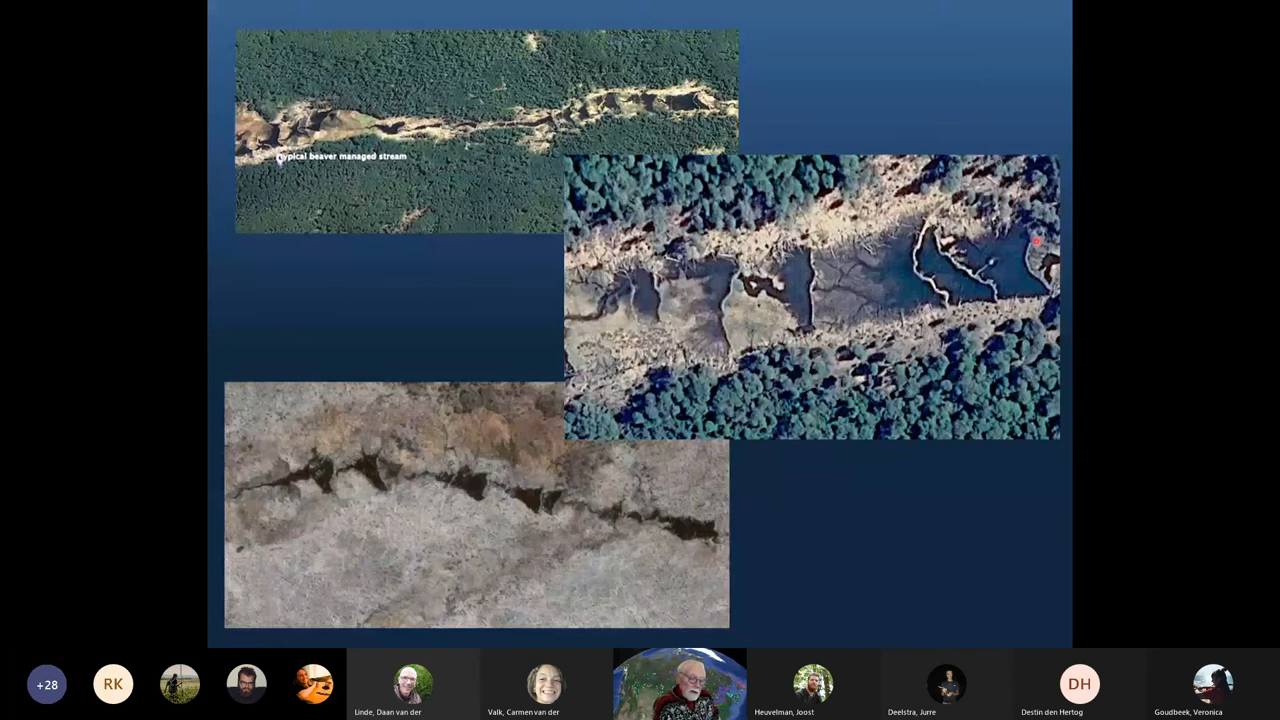 typical beaver managed stream
+28
RK
Linde, Daan van der
Valk, Carmen van der
Heuvelman, Joost
Deelstra, Jurre
DH
Destin den Hertog
Goudbeek, Veronica